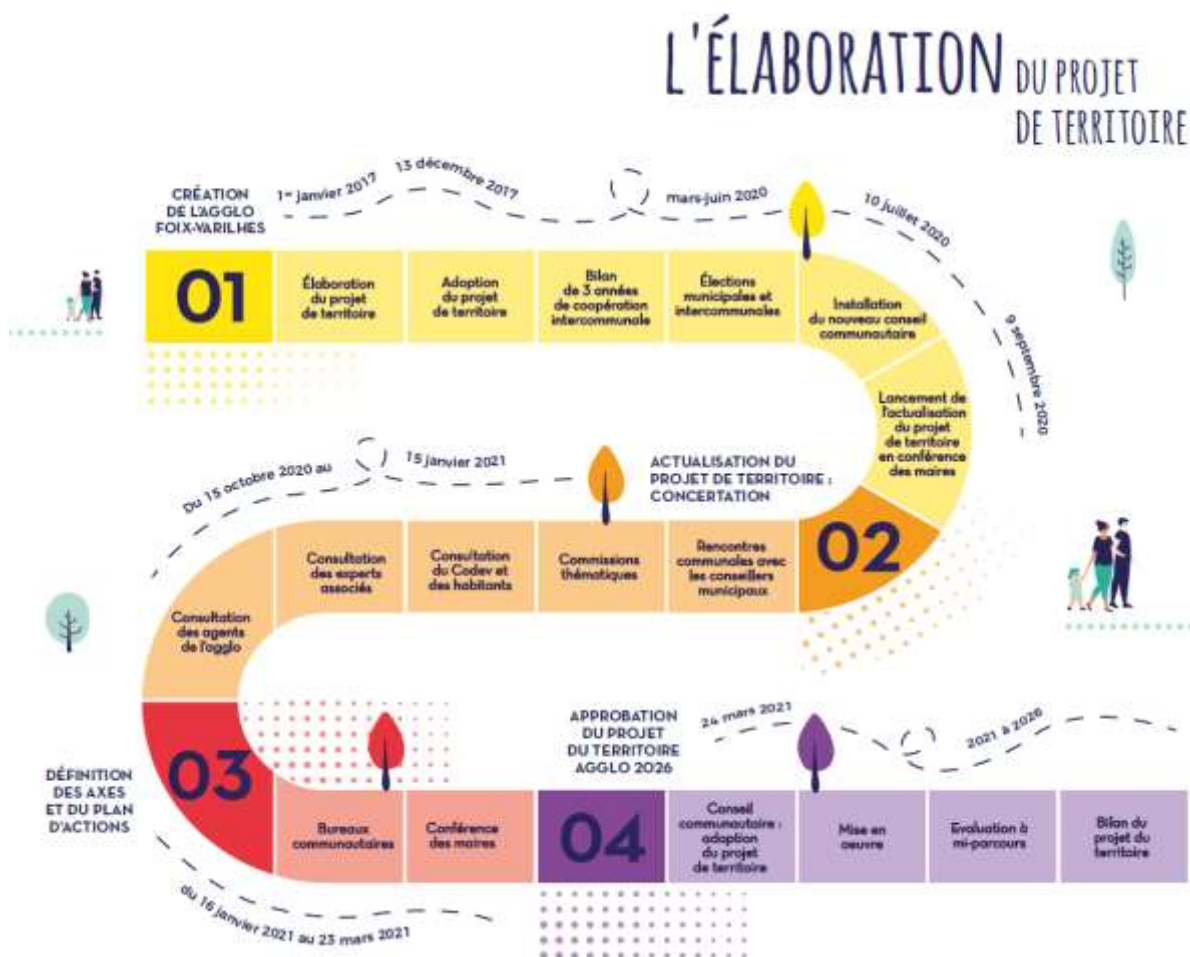 L'ÉLABORATION DU PROJET
DE TERRITOIRE
CRÉATION
DE L'AGGLO
FOIX-VARILHES
1er janvier 2017
13 décembre 2017
mars-juin 2020
10 juillet 2020
9 septembre 2020
01
Élaboration
du projet
de territoire
Adoption
du projet
de territoire
Bilan
de 3 années
de coopération
intercommunale
Élections
municipales et
intercommunales
Installation
du nouveau conseil
communautaire
Lancement de
l'actualisation
du projet
de territoire
en conférence
des maires
ACTUALISATION DU
PROJET DE TERRITOIRE :
CONCERTATION
02
Rencontres
communales avec
les conseillers
municipaux
Commissions
thématiques
Consultation
du Codev et
des habitants
Consultation
des experts
associés
Consultation
des agents
de l'agglo
Du 15 octobre 2020 au
15 janvier 2021
DÉFINITION
DES AXES
ET DU PLAN
D'ACTIONS
03
Bureaux
communautaires
Conférence
des maires
du 16 janvier 2021 au 23 mars 2021
APPROBATION
DU PROJET
DU TERRITOIRE
AGGLO 2026
24 mars 2021
2021 à 2026
04
Conseil
communautaire :
adoption
du projet
de territoire
Mise en
oeuvre
Evaluation à
mi-parcours
Bilan du
projet du
territoire